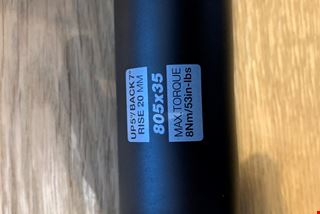 UP5°/BACK7°
RISE 20 MM
805x35
MAX.TORQUE
8Nm/53in-lbs